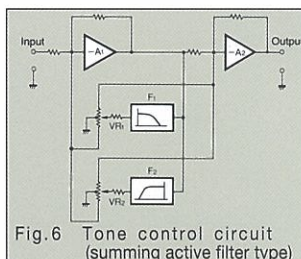 Input
-A1
-A2
Output
F1
VR1
F2
VR2
Fig.6 Tone control circuit
(summing active filter type)